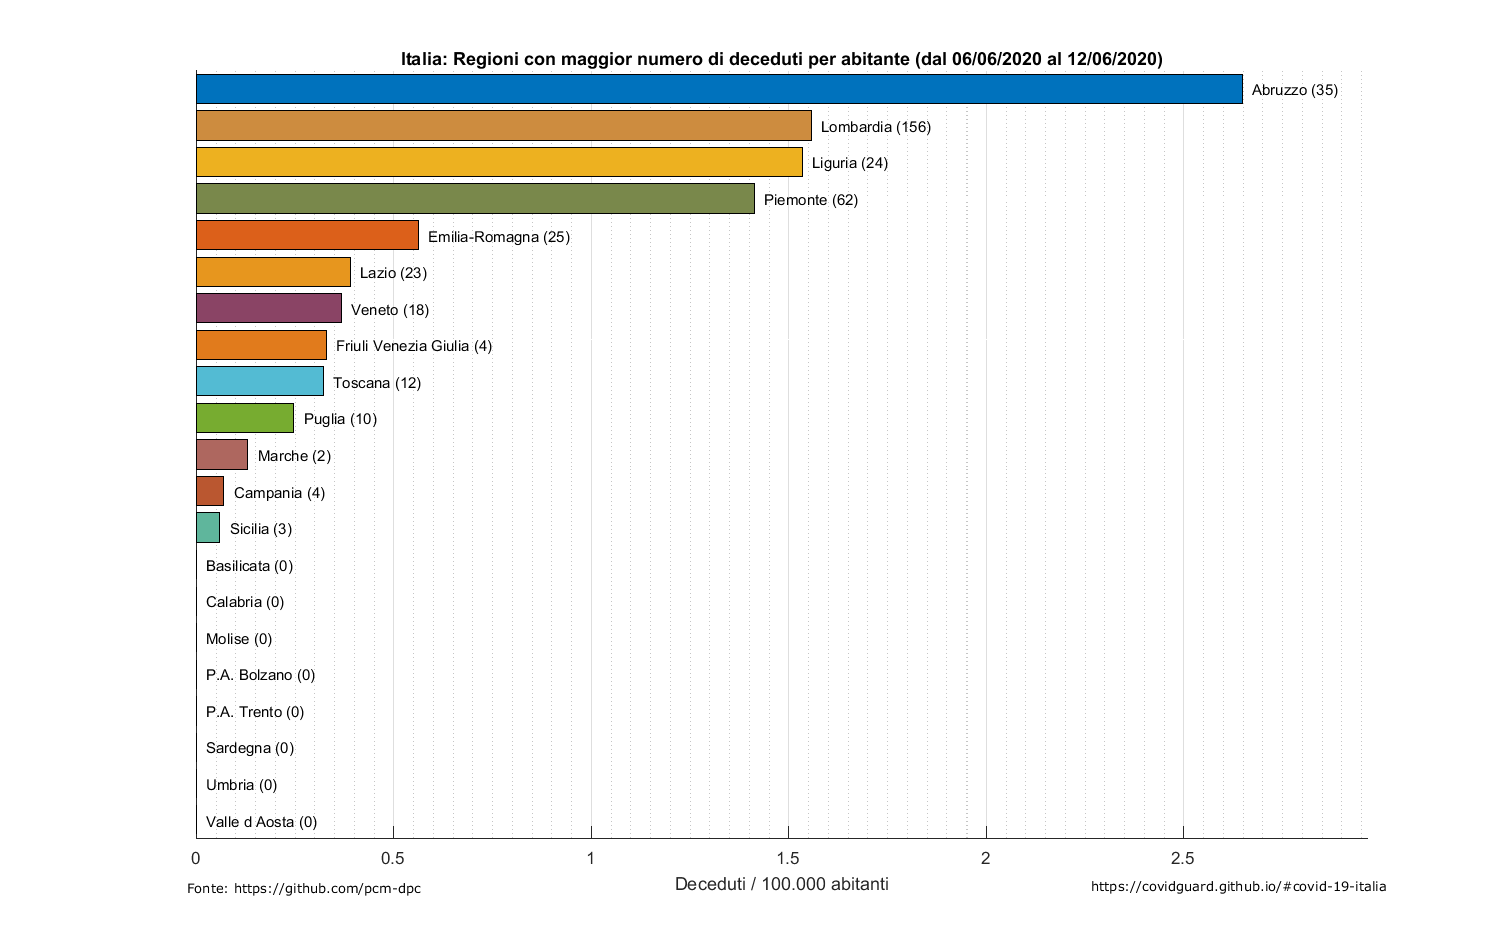 Italia: Regioni con maggior numero di deceduti per abitante (dal 06/06/2020 al 12/06/2020)
Abruzzo (35)
Lombardia (156)
Liguria (24)
Piemonte (62)
Emilia-Romagna (25)
Lazio (23)
Veneto (18)
Friuli Venezia Giulia (4)
Toscana (12)
Puglia (10)
Marche (2)
Campania (4)
Sicilia (3)
Basilicata (0)
Calabria (0)
Molise (0)
P.A. Bolzano (0)
P.A. Trento (0)
Sardegna (0)
Umbria (0)
Valle d Aosta (0)
0 0.5 1 1.5 2 2.5
Deceduti / 100.000 abitanti
Fonte: https://github.com/pcm-dpc
https://covidguard.github.io/#covid-19-italia